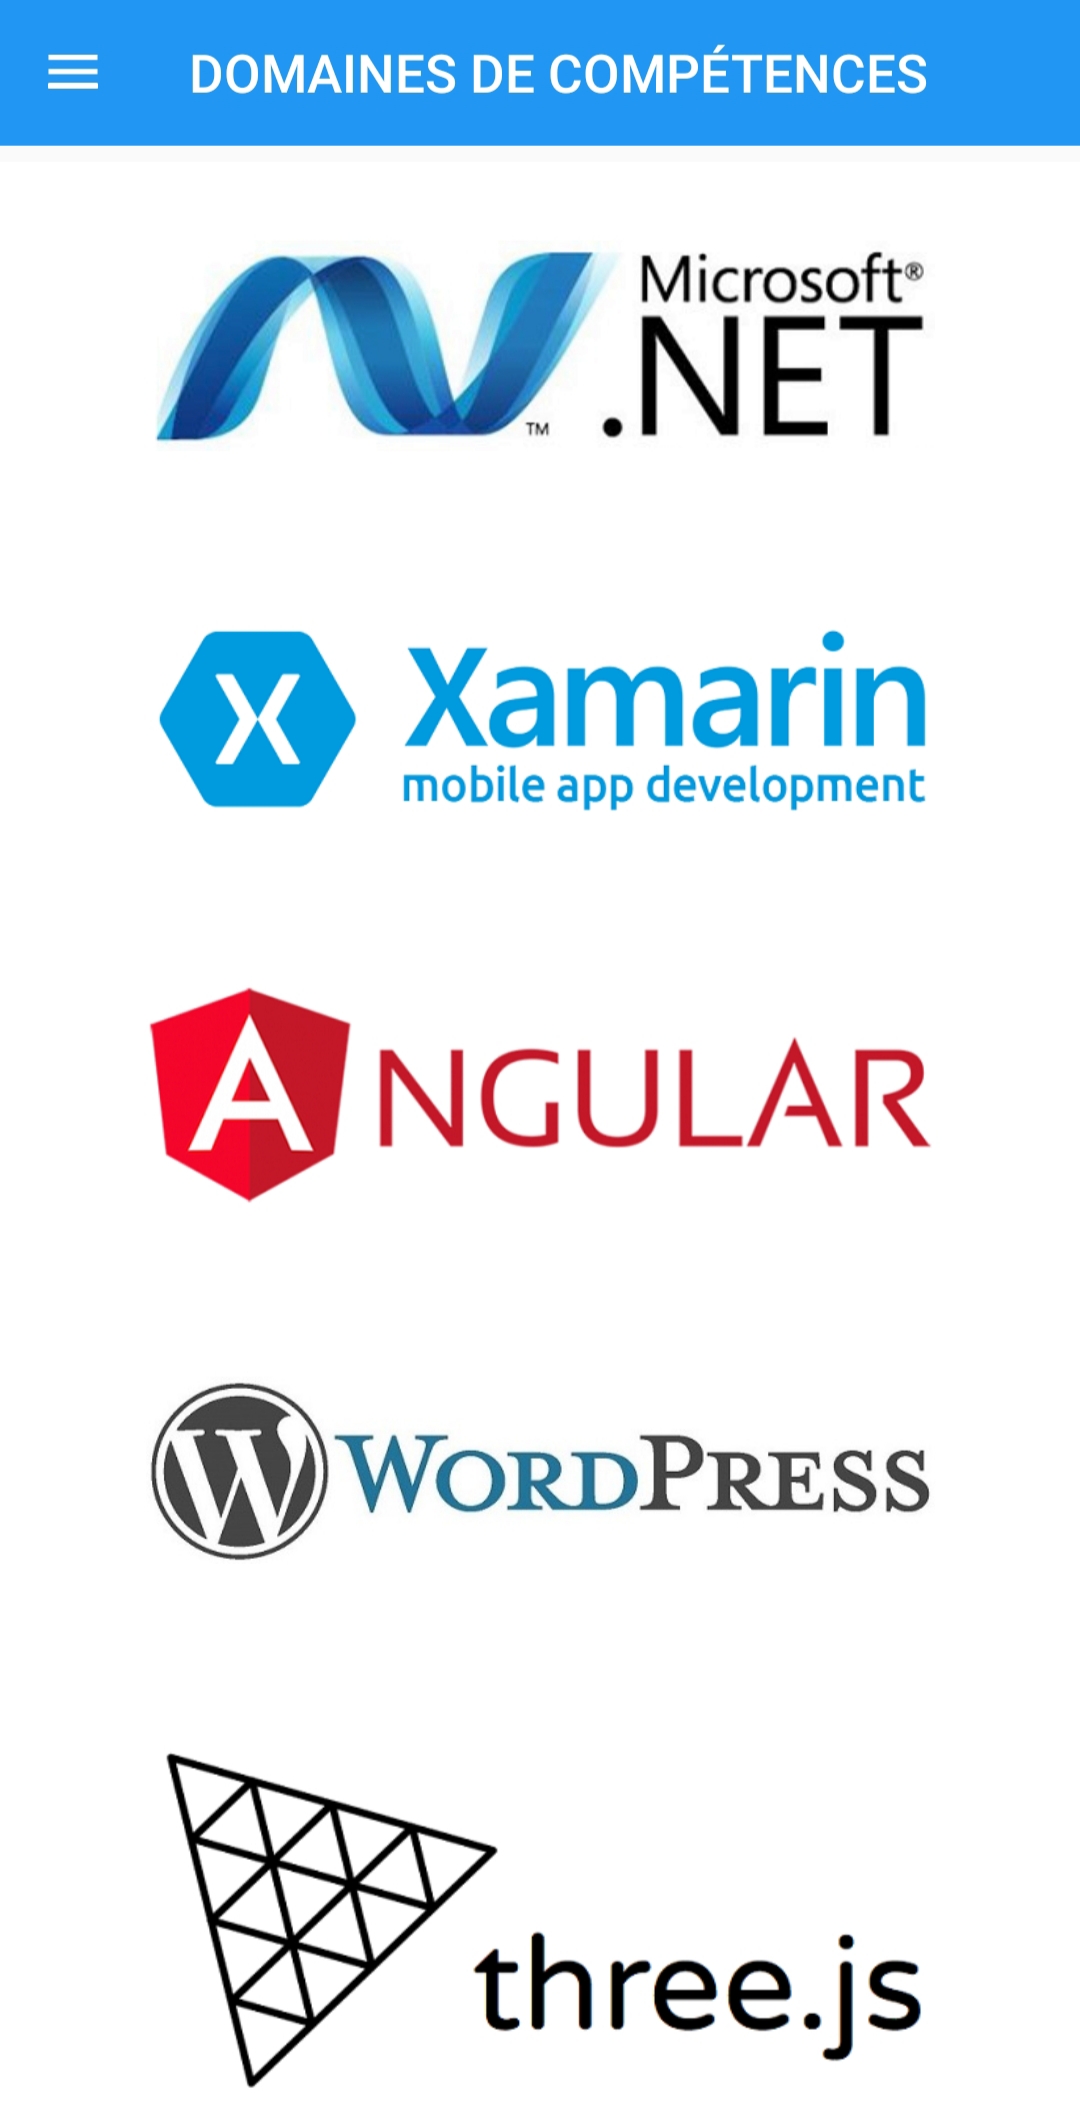 DOMAINES DE COMPÉTENCES
Microsoft®
.NET
TM
Xamarin
mobile app development
ANGULAR
WORDPRESS
three.js